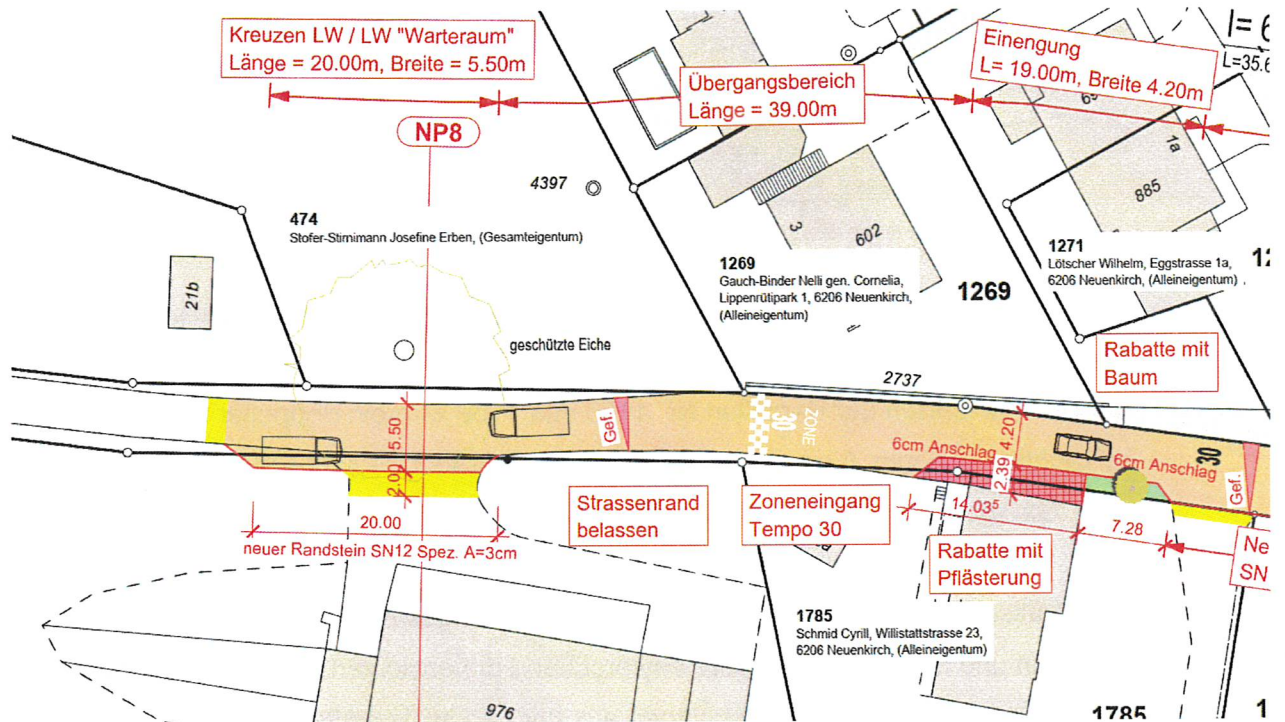 Kreuzen LW / LW "Warteraum"
Länge = 20.00m, Breite = 5.50m
Übergangsbereich
Länge = 39.00m
Einengung
L= 19.00m, Breite 4.20m
L=35.6
NP8
4397
474
Stofer-Stirnimann Josefine Erben, (Gesamteigentum)
21b
3
602
1a
885
1269
Gauch-Binder Nelli gen. Cornelia,
Lippenrütipark 1, 6206 Neuenkirch,
(Alleineigentum)
1269
1271
Lötscher Wilhelm, Eggstrasse 1a,
6206 Neuenkirch, (Alleineigentum)
geschützte Eiche
2737
Rabatte mit
Baum
5.50
2.00
Gef.
ZONE
30
4.20
2.39
6cm Anschlag
6cm Anschlag
30
Gef.
20.00
neuer Randstein SN12 Spez. A=3cm
Strassenrand
belassen
Zoneneingang
Tempo 30
14.03⁵
7.28
Rabatte mit
Pflästerung
Ne
SN
1785
Schmid Cyrill, Willistattstrasse 23,
6206 Neuenkirch, (Alleineigentum)
976
1785